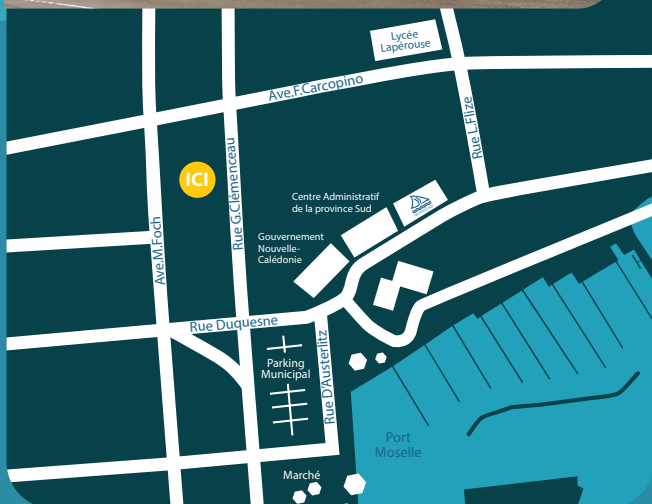 Lycée
Lapérouse
Ave.F.Carcopino
Rue L.Flize
ICI
Rue G.Clémenceau
Centre Administratif
de la province Sud
Ave.M.Foch
Gouvernement
Nouvelle-
Calédonie
Rue Duquesne
Rue D'Austerlitz
Parking
Municipal
Port
Moselle
Marché